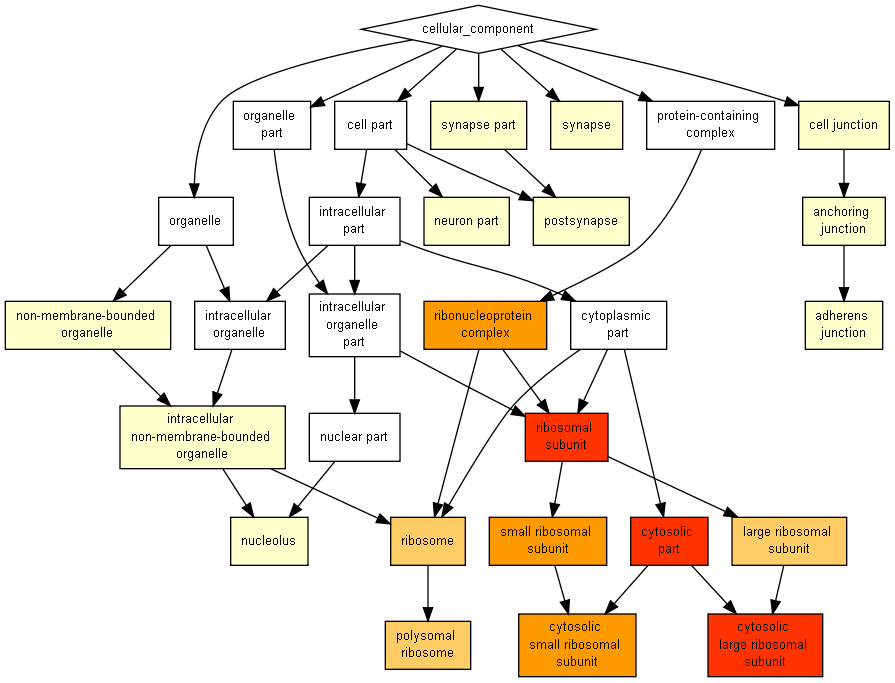 cellular_component
organelle
part
cell part
synapse part
synapse
protein-containing
complex
cell junction
organelle
intracellular
part
neuron part
postsynapse
anchoring
junction
non-membrane-bounded
organelle
intracellular
organelle
intracellular
organelle
part
ribonucleoprotein
complex
cytoplasmic
part
adherens
junction
intracellular
non-membrane-bounded
organelle
nuclear part
ribosomal
subunit
nucleolus
ribosome
small ribosomal
subunit
cytosolic
part
large ribosomal
subunit
polysomal
ribosome
cytosolic
small ribosomal
subunit
cytosolic
large ribosomal
subunit